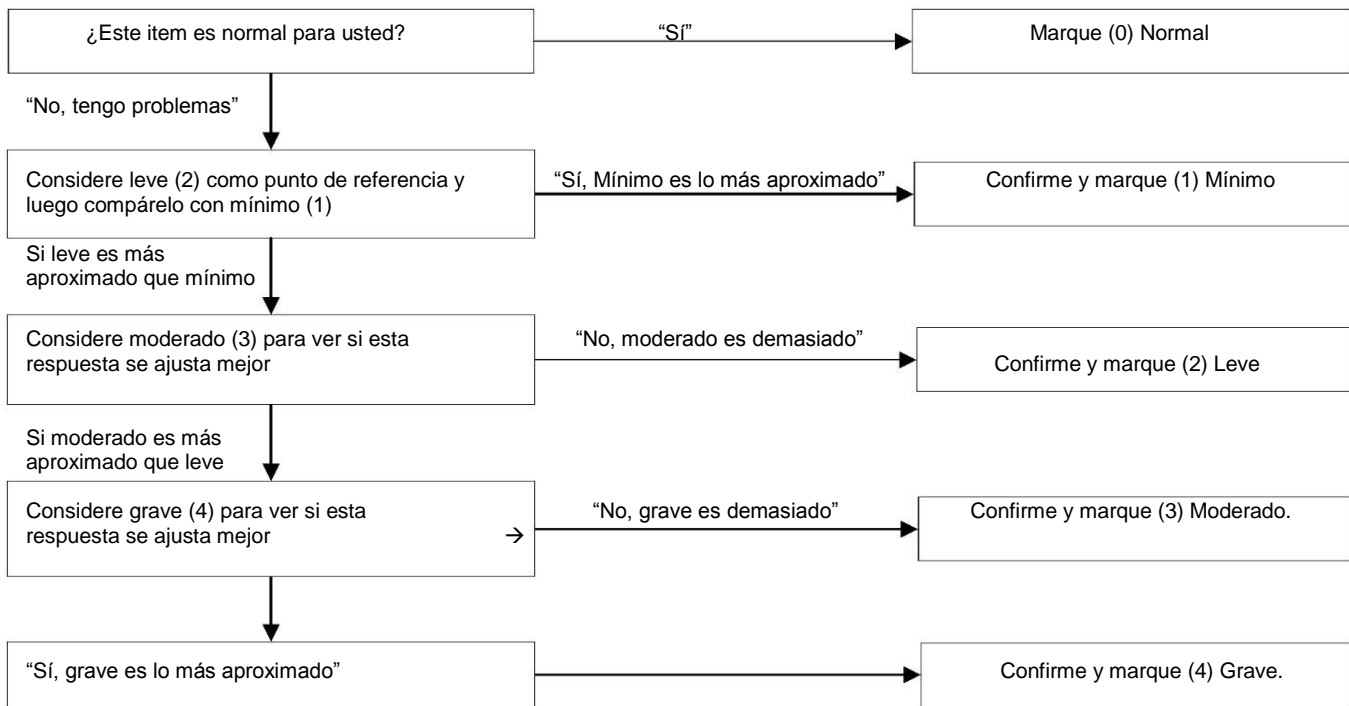 ¿Este item es normal para usted?
“Sí”
Marque (0) Normal
“No, tengo problemas”
Considere leve (2) como punto de referencia y
luego compárelo con mínimo (1)
“Sí, Mínimo es lo más aproximado”
Confirme y marque (1) Mínimo
Si leve es más
aproximado que mínimo
Considere moderado (3) para ver si esta
respuesta se ajusta mejor
“No, moderado es demasiado”
Confirme y marque (2) Leve
Si moderado es más
aproximado que leve
Considere grave (4) para ver si esta
respuesta se ajusta mejor →
“No, grave es demasiado”
Confirme y marque (3) Moderado.
“Sí, grave es lo más aproximado”
Confirme y marque (4) Grave.